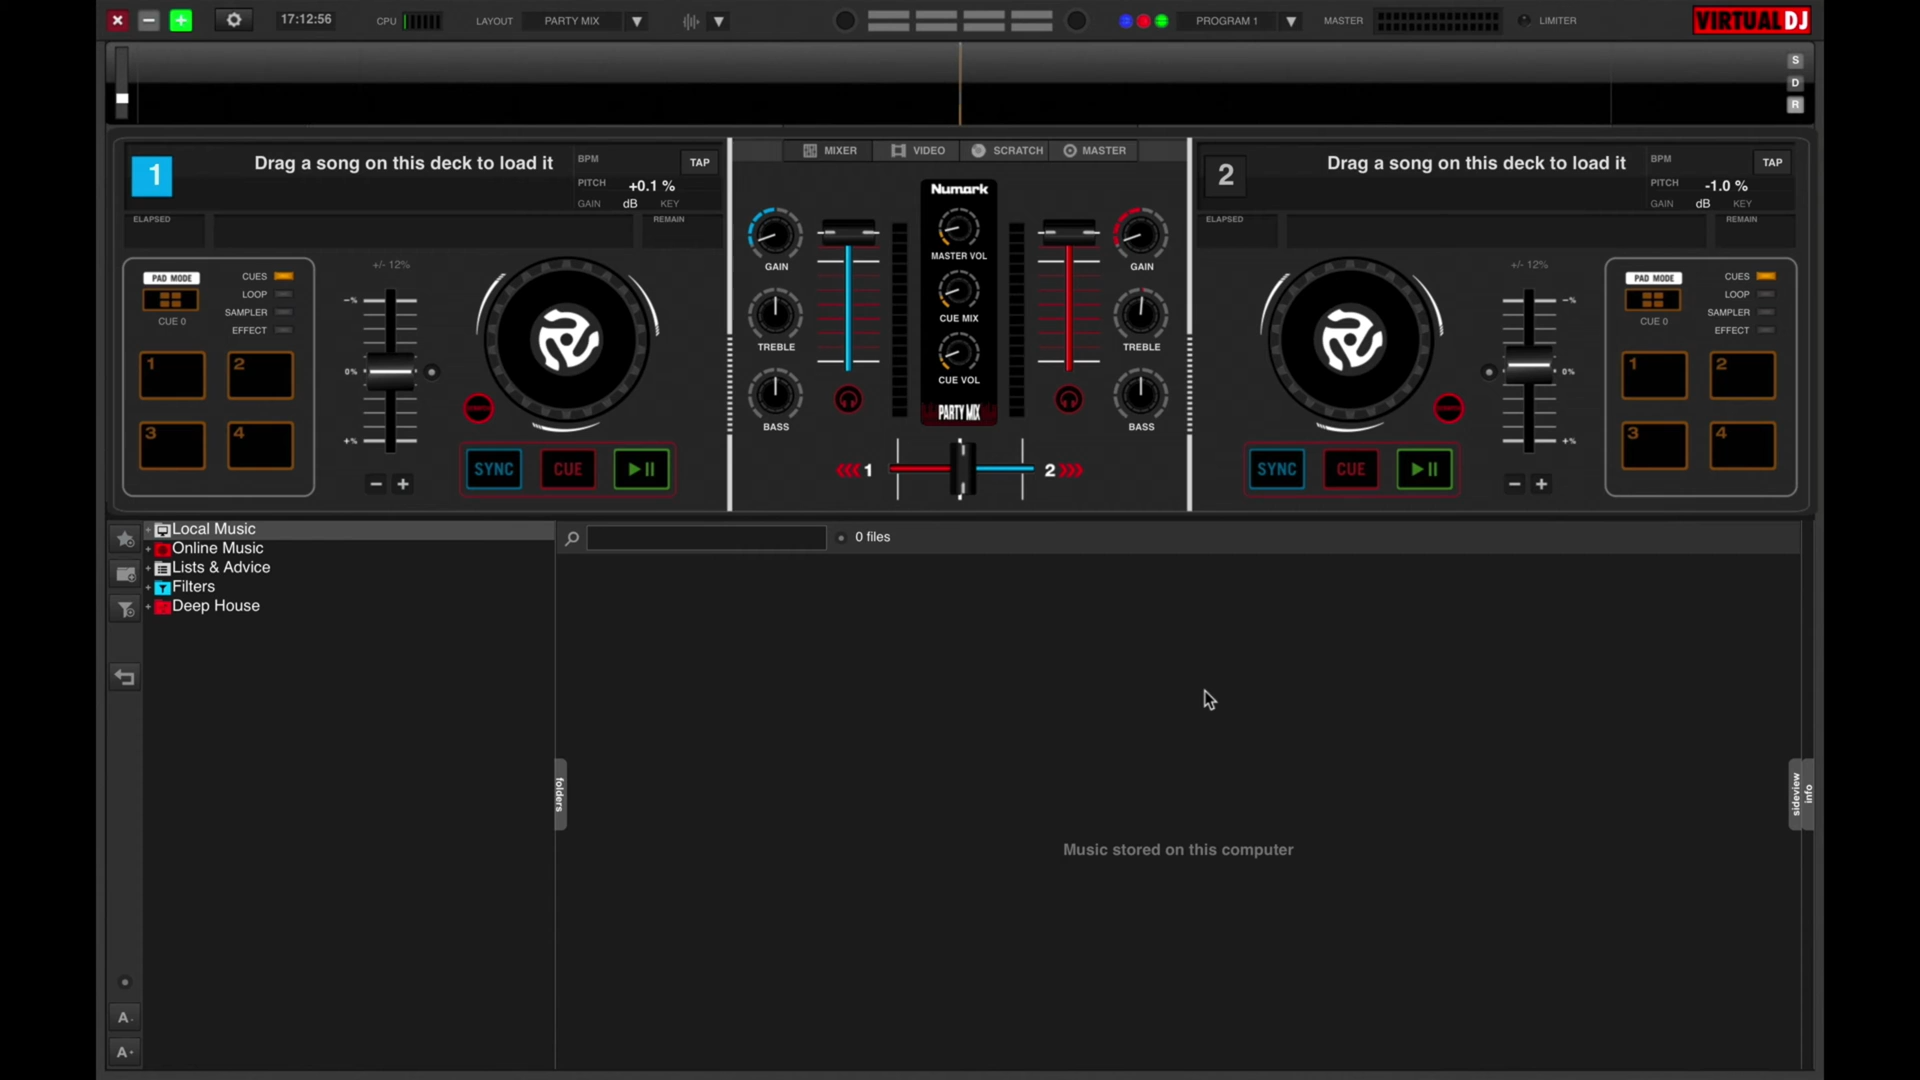 17:12:56
CPU
LAYOUT
PARTY MIX
PROGRAM 1
MASTER
LIMITER
VIRTUAL DJ
S
D
R
1
Drag a song on this deck to load it
BPM
TAP
PITCH
+0.1 %
GAIN
dB
KEY
ELAPSED
REMAIN
PAD MODE
CUE 0
CUES
LOOP
SAMPLER
EFFECT
1
2
3
4
+/- 12%
-%
0%
+%
SYNC
CUE
MIXER
VIDEO
SCRATCH
MASTER
Numark
MASTER VOL
CUE MIX
CUE VOL
PARTY MIX
GAIN
TREBLE
BASS
GAIN
TREBLE
BASS
1
2
2
Drag a song on this deck to load it
BPM
TAP
PITCH
-1.0 %
GAIN
dB
KEY
ELAPSED
REMAIN
SYNC
CUE
+/- 12%
-%
0%
+%
PAD MODE
CUE 0
CUES
LOOP
SAMPLER
EFFECT
1
2
3
4
Local Music
Online Music
Lists & Advice
Filters
Deep House
0 files
folders
Music stored on this computer
sideview
info
A-
A+